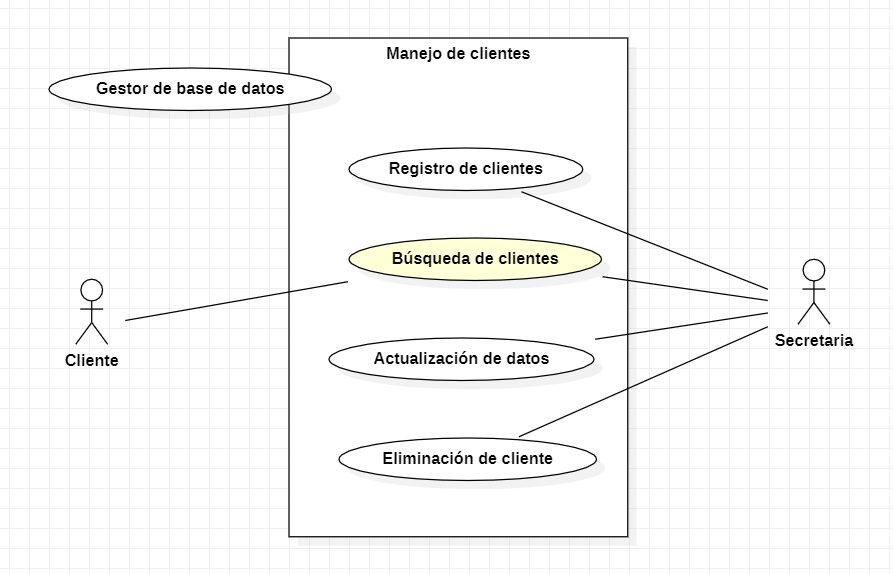 Manejo de clientes
Gestor de base de datos
Registro de clientes
Búsqueda de clientes
Cliente
Secretaria
Actualización de datos
Eliminación de cliente